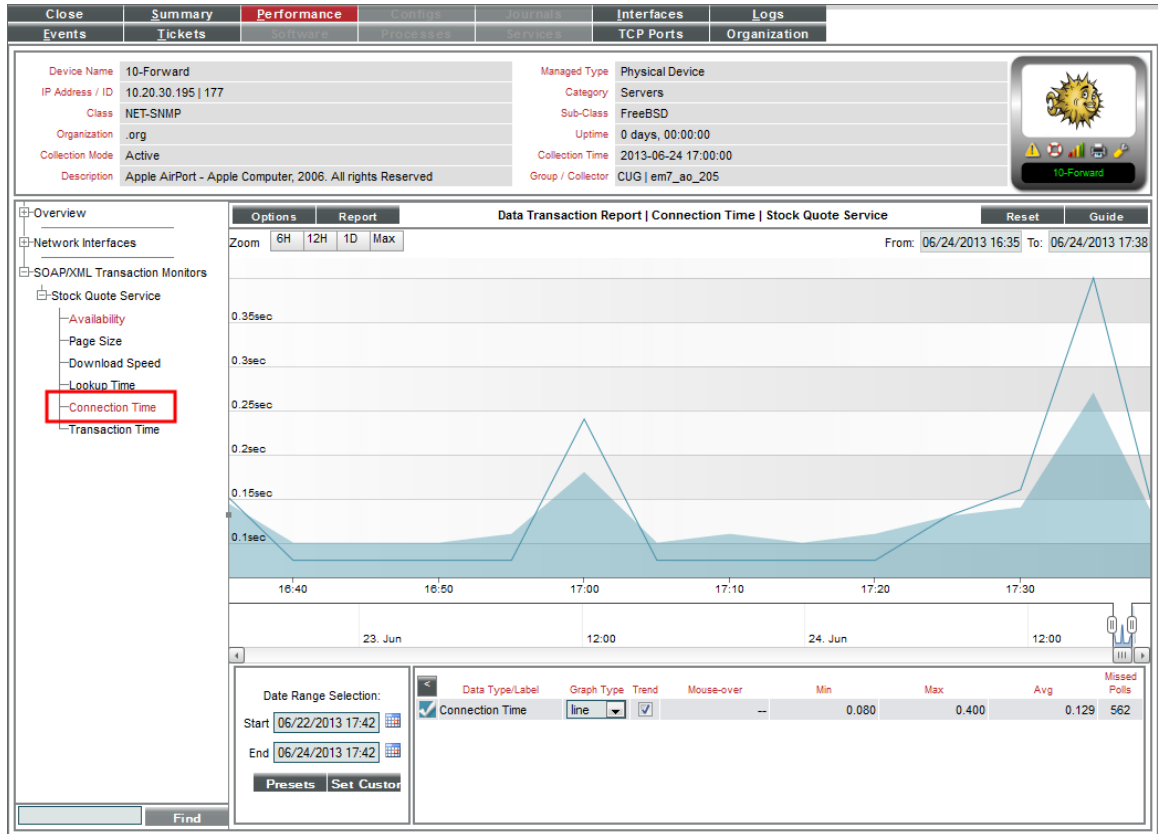 Close Summary Performance Configs Journals Interfaces Logs
Events Tickets Software Processes Services TCP Ports Organization
Device Name 10-Forward Managed Type Physical Device
IP Address / ID 10.20.30.195 | 177 Category Servers
Class NET-SNMP Sub-Class FreeBSD
Organization .org Uptime 0 days, 00:00:00
Collection Mode Active Collection Time 2013-06-24 17:00:00
Description Apple AirPort - Apple Computer, 2006. All rights Reserved Group / Collector CUG | em7_ao_205
10-Forward
Overview
Network Interfaces
SOAP/XML Transaction Monitors
Stock Quote Service
Availability
Page Size
Download Speed
Lookup Time
Connection Time
Transaction Time
Find
Options Report Data Transaction Report | Connection Time | Stock Quote Service Reset Guide
Zoom 6H 12H 1D Max From: 06/24/2013 16:35 To: 06/24/2013 17:38
0.35sec
0.3sec
0.25sec
0.2sec
0.15sec
0.1sec
16:40 16:50 17:00 17:10 17:20 17:30
23. Jun 12:00 24. Jun 12:00
Date Range Selection:
Start 06/22/2013 17:42
End 06/24/2013 17:42
Presets Set Custor
< Data Type/Label Graph Type Trend Mouse-over Min Max Avg Missed Polls
Connection Time line -- 0.080 0.400 0.129 562